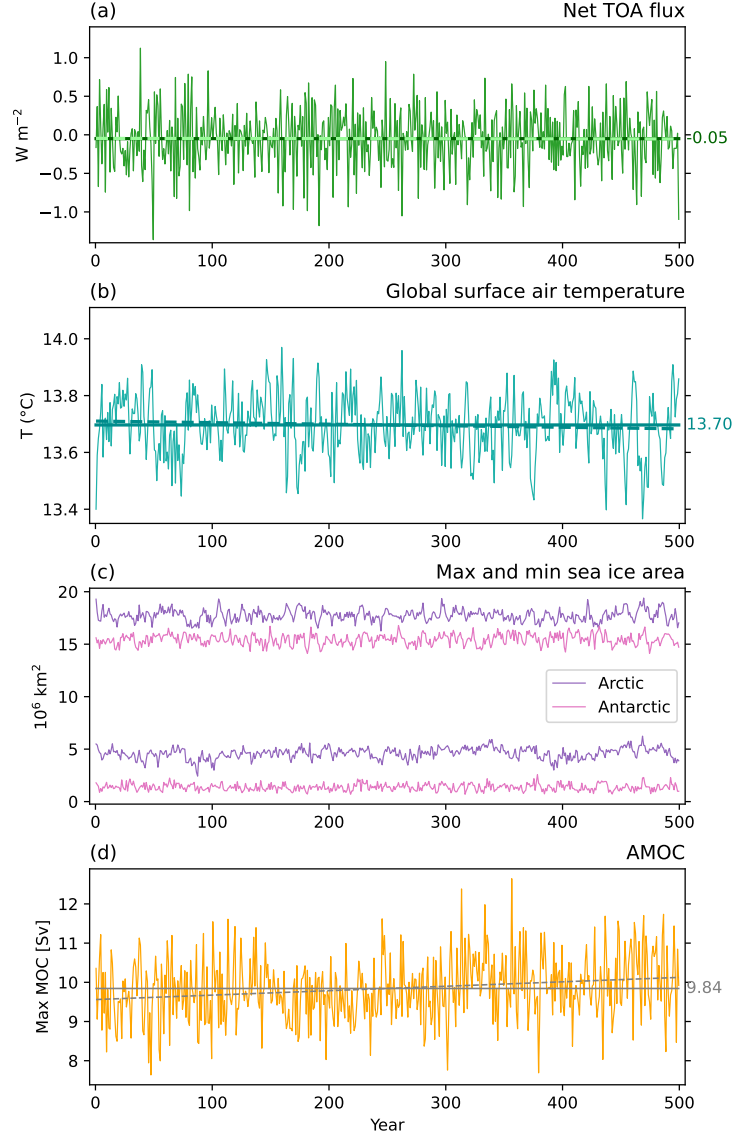 (a) Net TOA flux
1.0
0.5
0.0
−0.5
−1.0
W m−2
-0.05
0 100 200 300 400 500
(b) Global surface air temperature
14.0
13.8
13.6
13.4
T (°C)
13.70
0 100 200 300 400 500
(c) Max and min sea ice area
20
15
10
5
0
10^6 km^2
Arctic
Antarctic
0 100 200 300 400 500
(d) AMOC
12
11
10
9
8
Max MOC [Sv]
9.84
0 100 200 300 400 500
Year